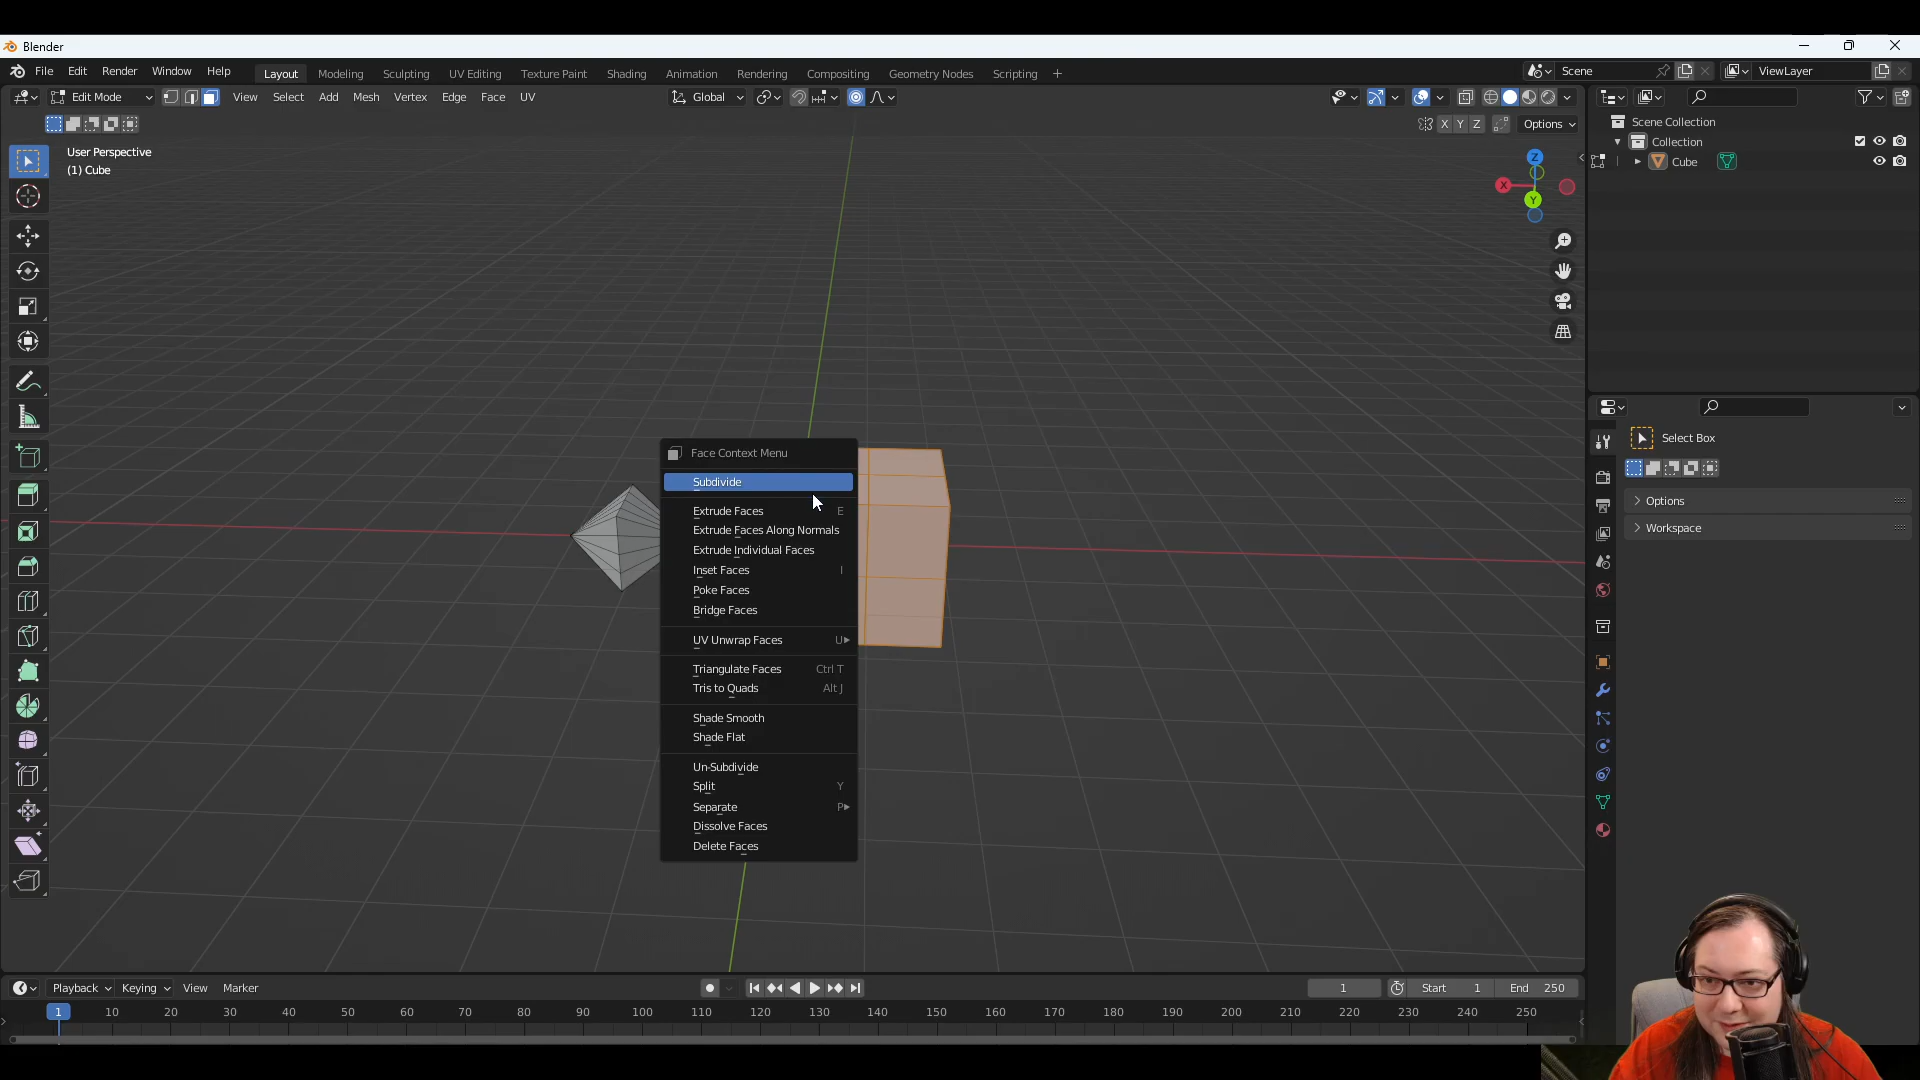 Blender
File Edit Render Window Help Layout Modeling Sculpting UV Editing Texture Paint Shading Animation Rendering Compositing Geometry Nodes Scripting + Scene ViewLayer
Edit Mode View Select Add Mesh Vertex Edge Face UV Global
X Y Z Options
User Perspective
(1) Cube
Z
X
Y
Scene Collection
Collection
Cube
Select Box
Options
Workspace
Face Context Menu
Subdivide
Extrude Faces E
Extrude Faces Along Normals
Extrude Individual Faces
Inset Faces I
Poke Faces
Bridge Faces
UV Unwrap Faces U
Triangulate Faces Ctrl T
Tris to Quads Alt J
Shade Smooth
Shade Flat
Un-Subdivide
Split Y
Separate P
Dissolve Faces
Delete Faces
Playback Keying View Marker 1 Start 1 End 250
1 10 20 30 40 50 60 70 80 90 100 110 120 130 140 150 160 170 180 190 200 210 220 230 240 250